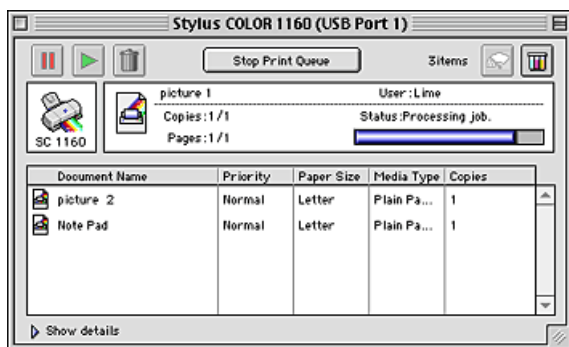 Stylus COLOR 1160 (USB Port 1)
Stop Print Queue 3items
SC 1160
picture 1 User :Lime
Copies :1/1 Status :Processing job.
Pages :1/1
Document Name Priority Paper Size Media Type Copies
picture 2 Normal Letter Plain Pa... 1
Note Pad Normal Letter Plain Pa... 1
Show details